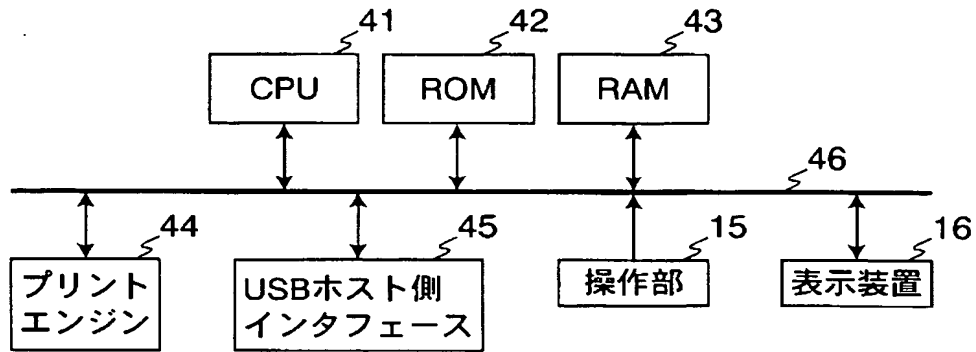 41
42
43
CPU
ROM
RAM
46
44
45
15
16
プリント
エンジン
USBホスト側
インタフェース
操作部
表示装置